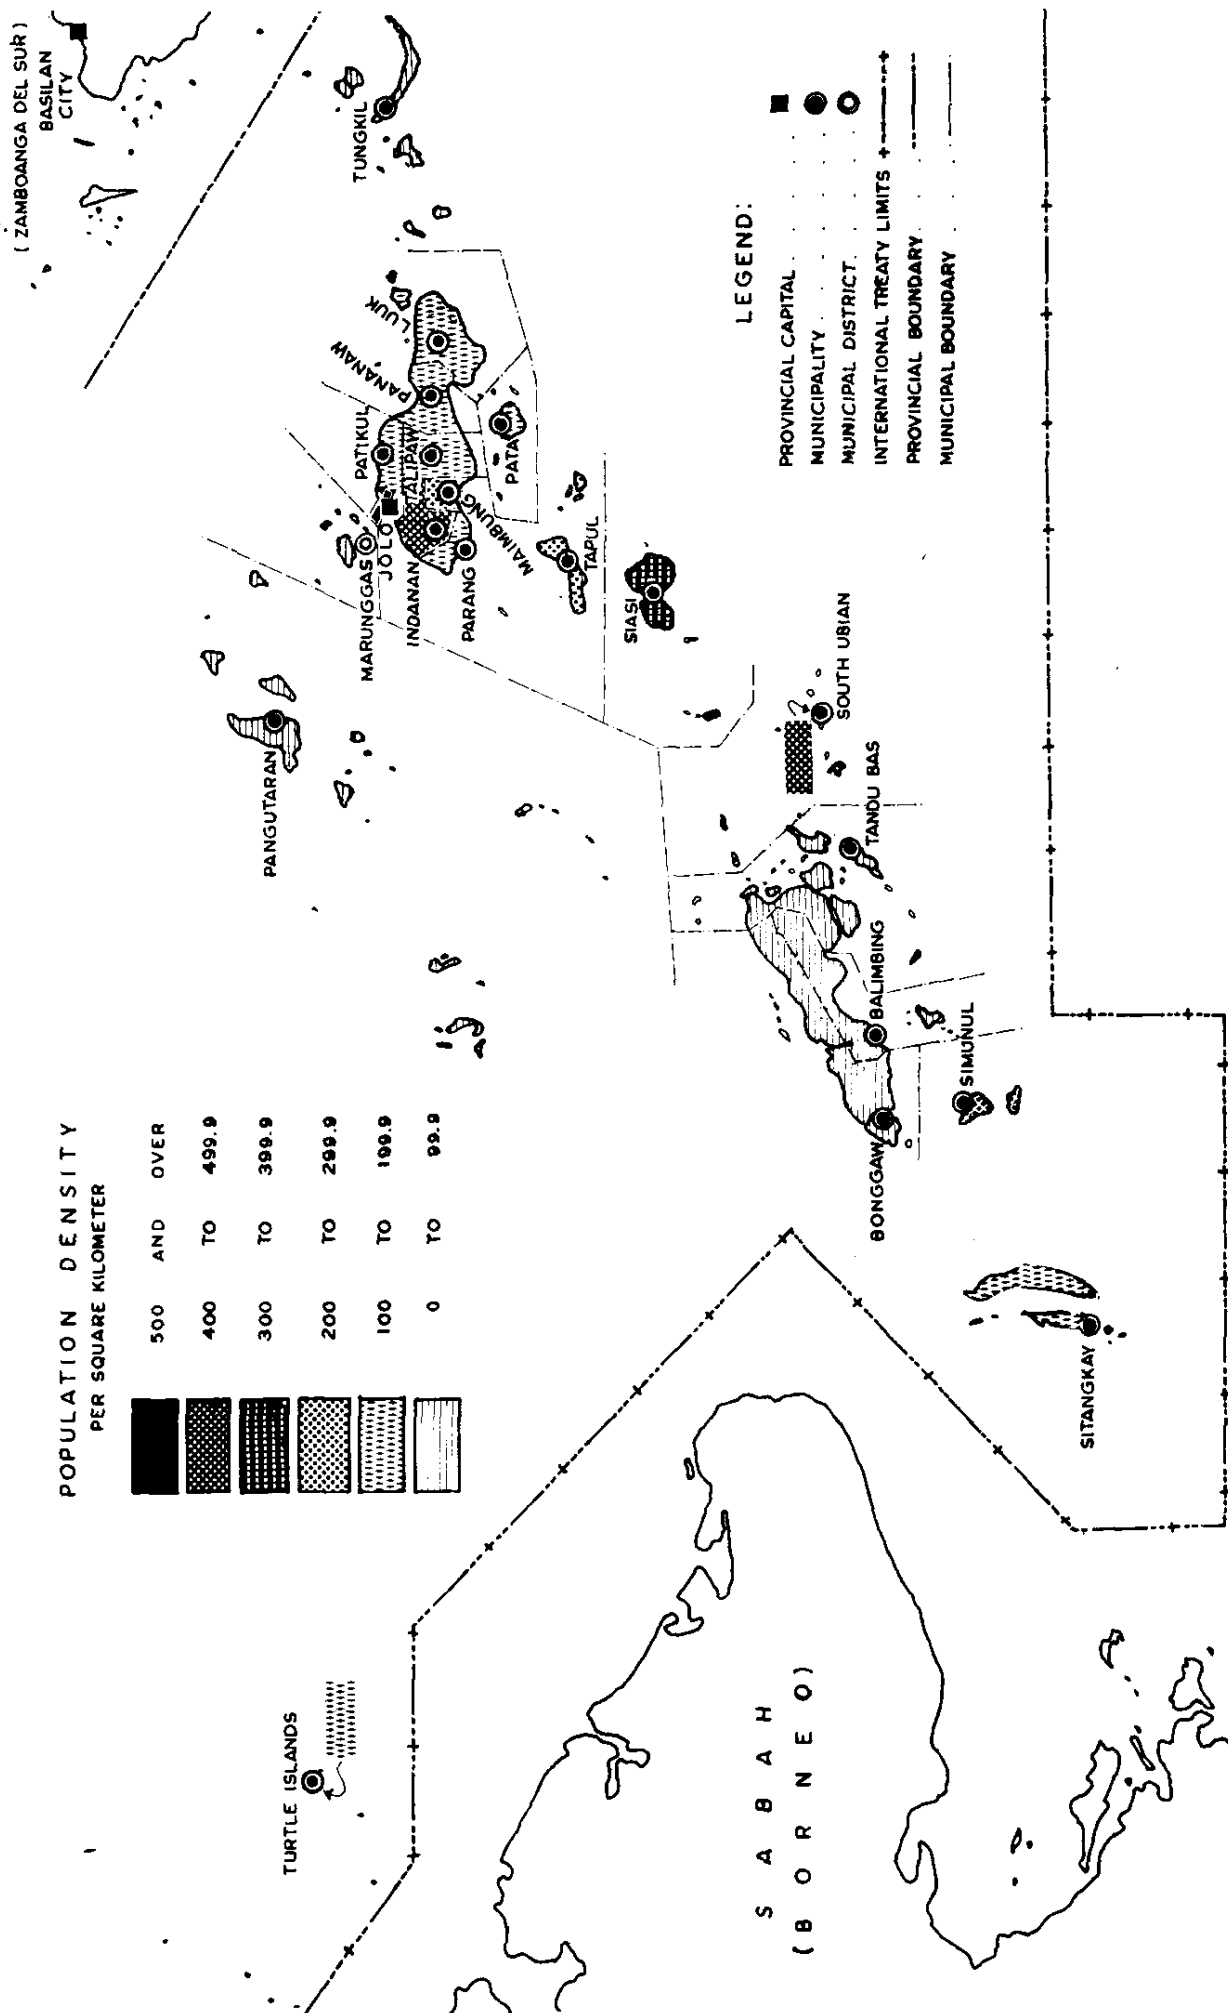 ( ZAMBOANGA DEL SUR )
BASILAN
CITY
TUNGKIL
LUUK
PANANAW
PATIKUL
TALIPAW
PATA
JOLO
MARUNGGAS
INDANAN
MAIMBUNG
PARANG
TAPUL
SIASI
PANGUTARAN
SOUTH UBIAN
TANDU BAS
BALIMBING
SIMUNUL
BONGGAW
SITANGKAY
TURTLE ISLANDS
S A B A H
( B O R N E O )
POPULATION DENSITY
PER SQUARE KILOMETER
500 AND OVER
400 TO 499.9
300 TO 399.9
200 TO 299.9
100 TO 199.9
0 TO 99.9
LEGEND:
PROVINCIAL CAPITAL . . . . .
MUNICIPALITY . . . . .
MUNICIPAL DISTRICT . . . . .
INTERNATIONAL TREATY LIMITS
PROVINCIAL BOUNDARY . . .
MUNICIPAL BOUNDARY . . .